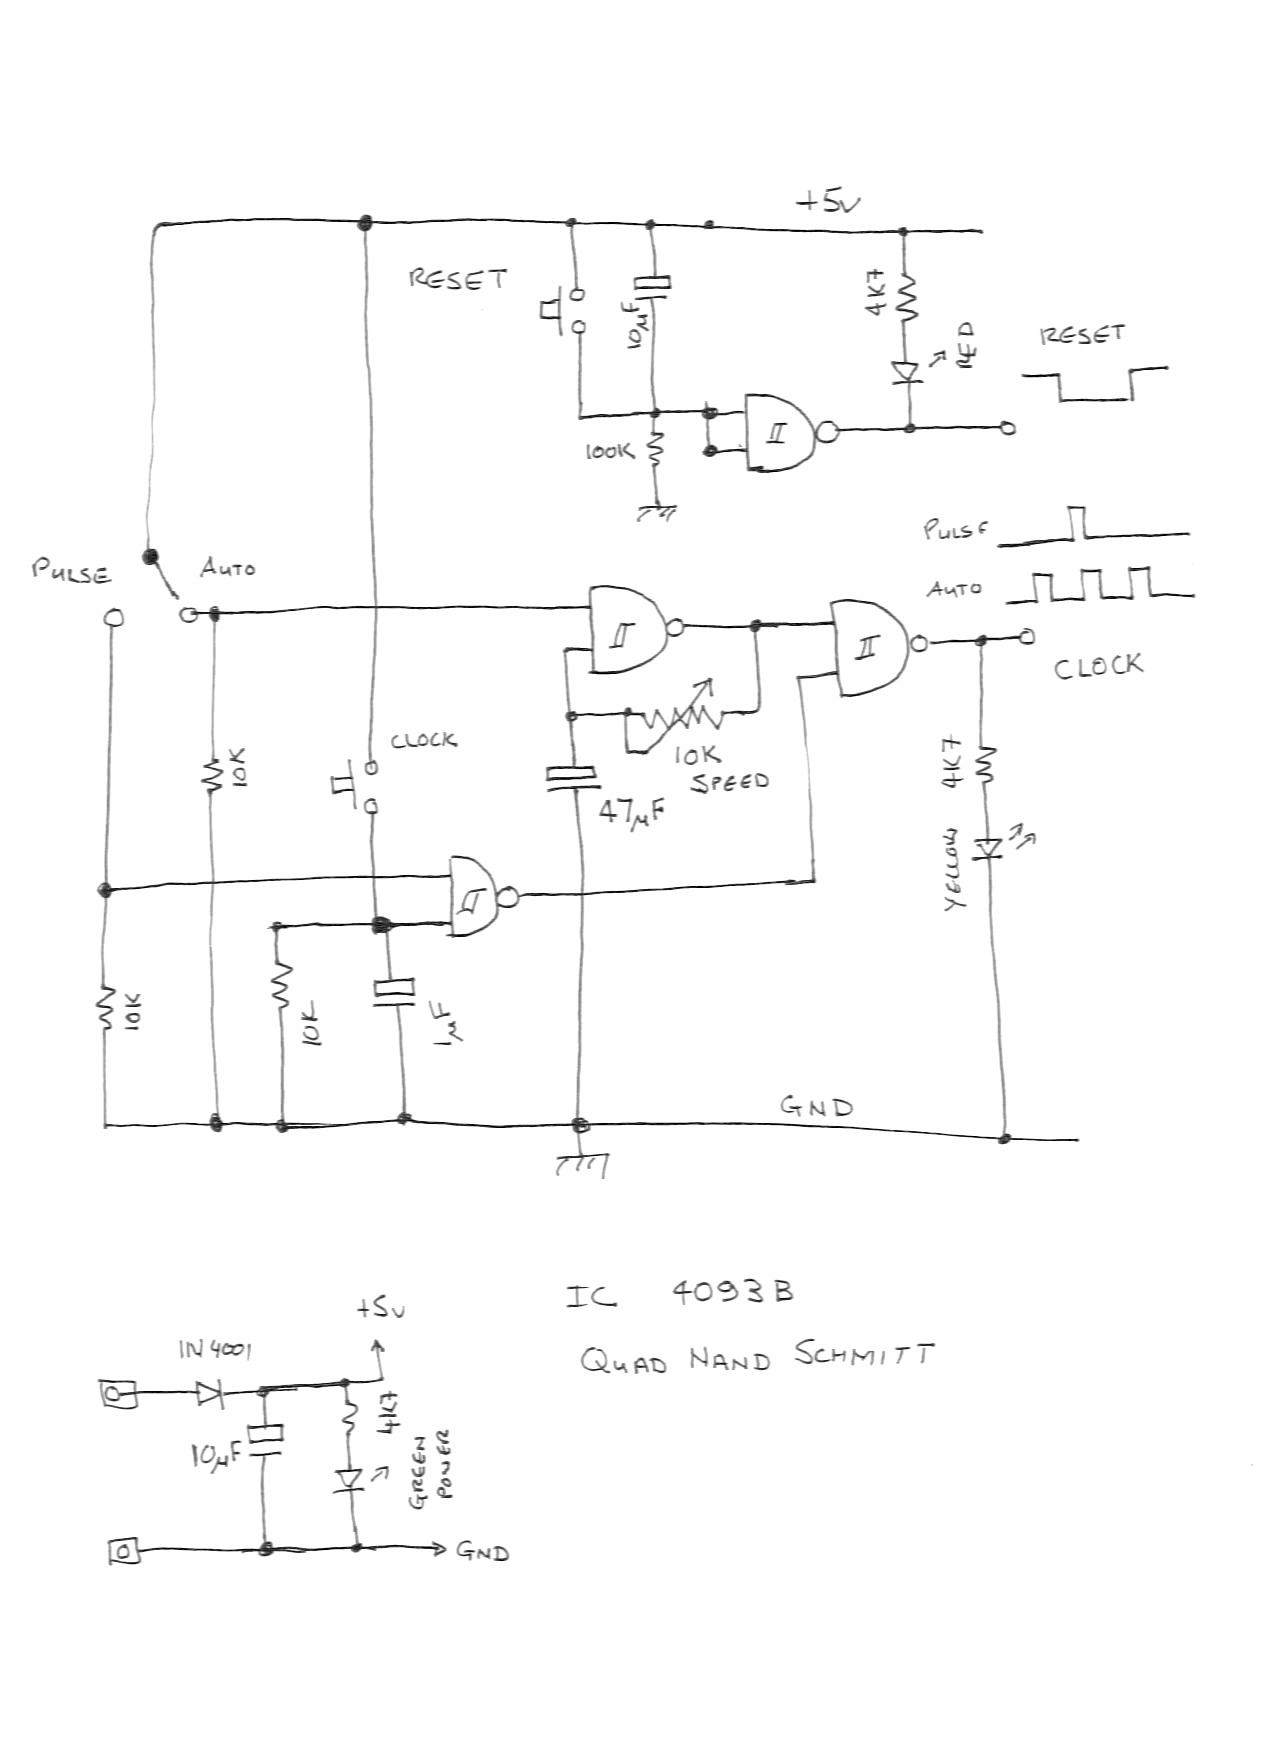 +5v
RESET
10µF
4K7
RED
RESET
100K
PULSE
AUTO
PULSE
AUTO
CLOCK
CLOCK
10K
10K
SPEED
47µF
4K7
YELLOW
10K
10K
1µF
GND
IC 4093B
QUAD NAND SCHMITT
+5v
IN4001
4K7
10µF
GREEN
POWER
GND